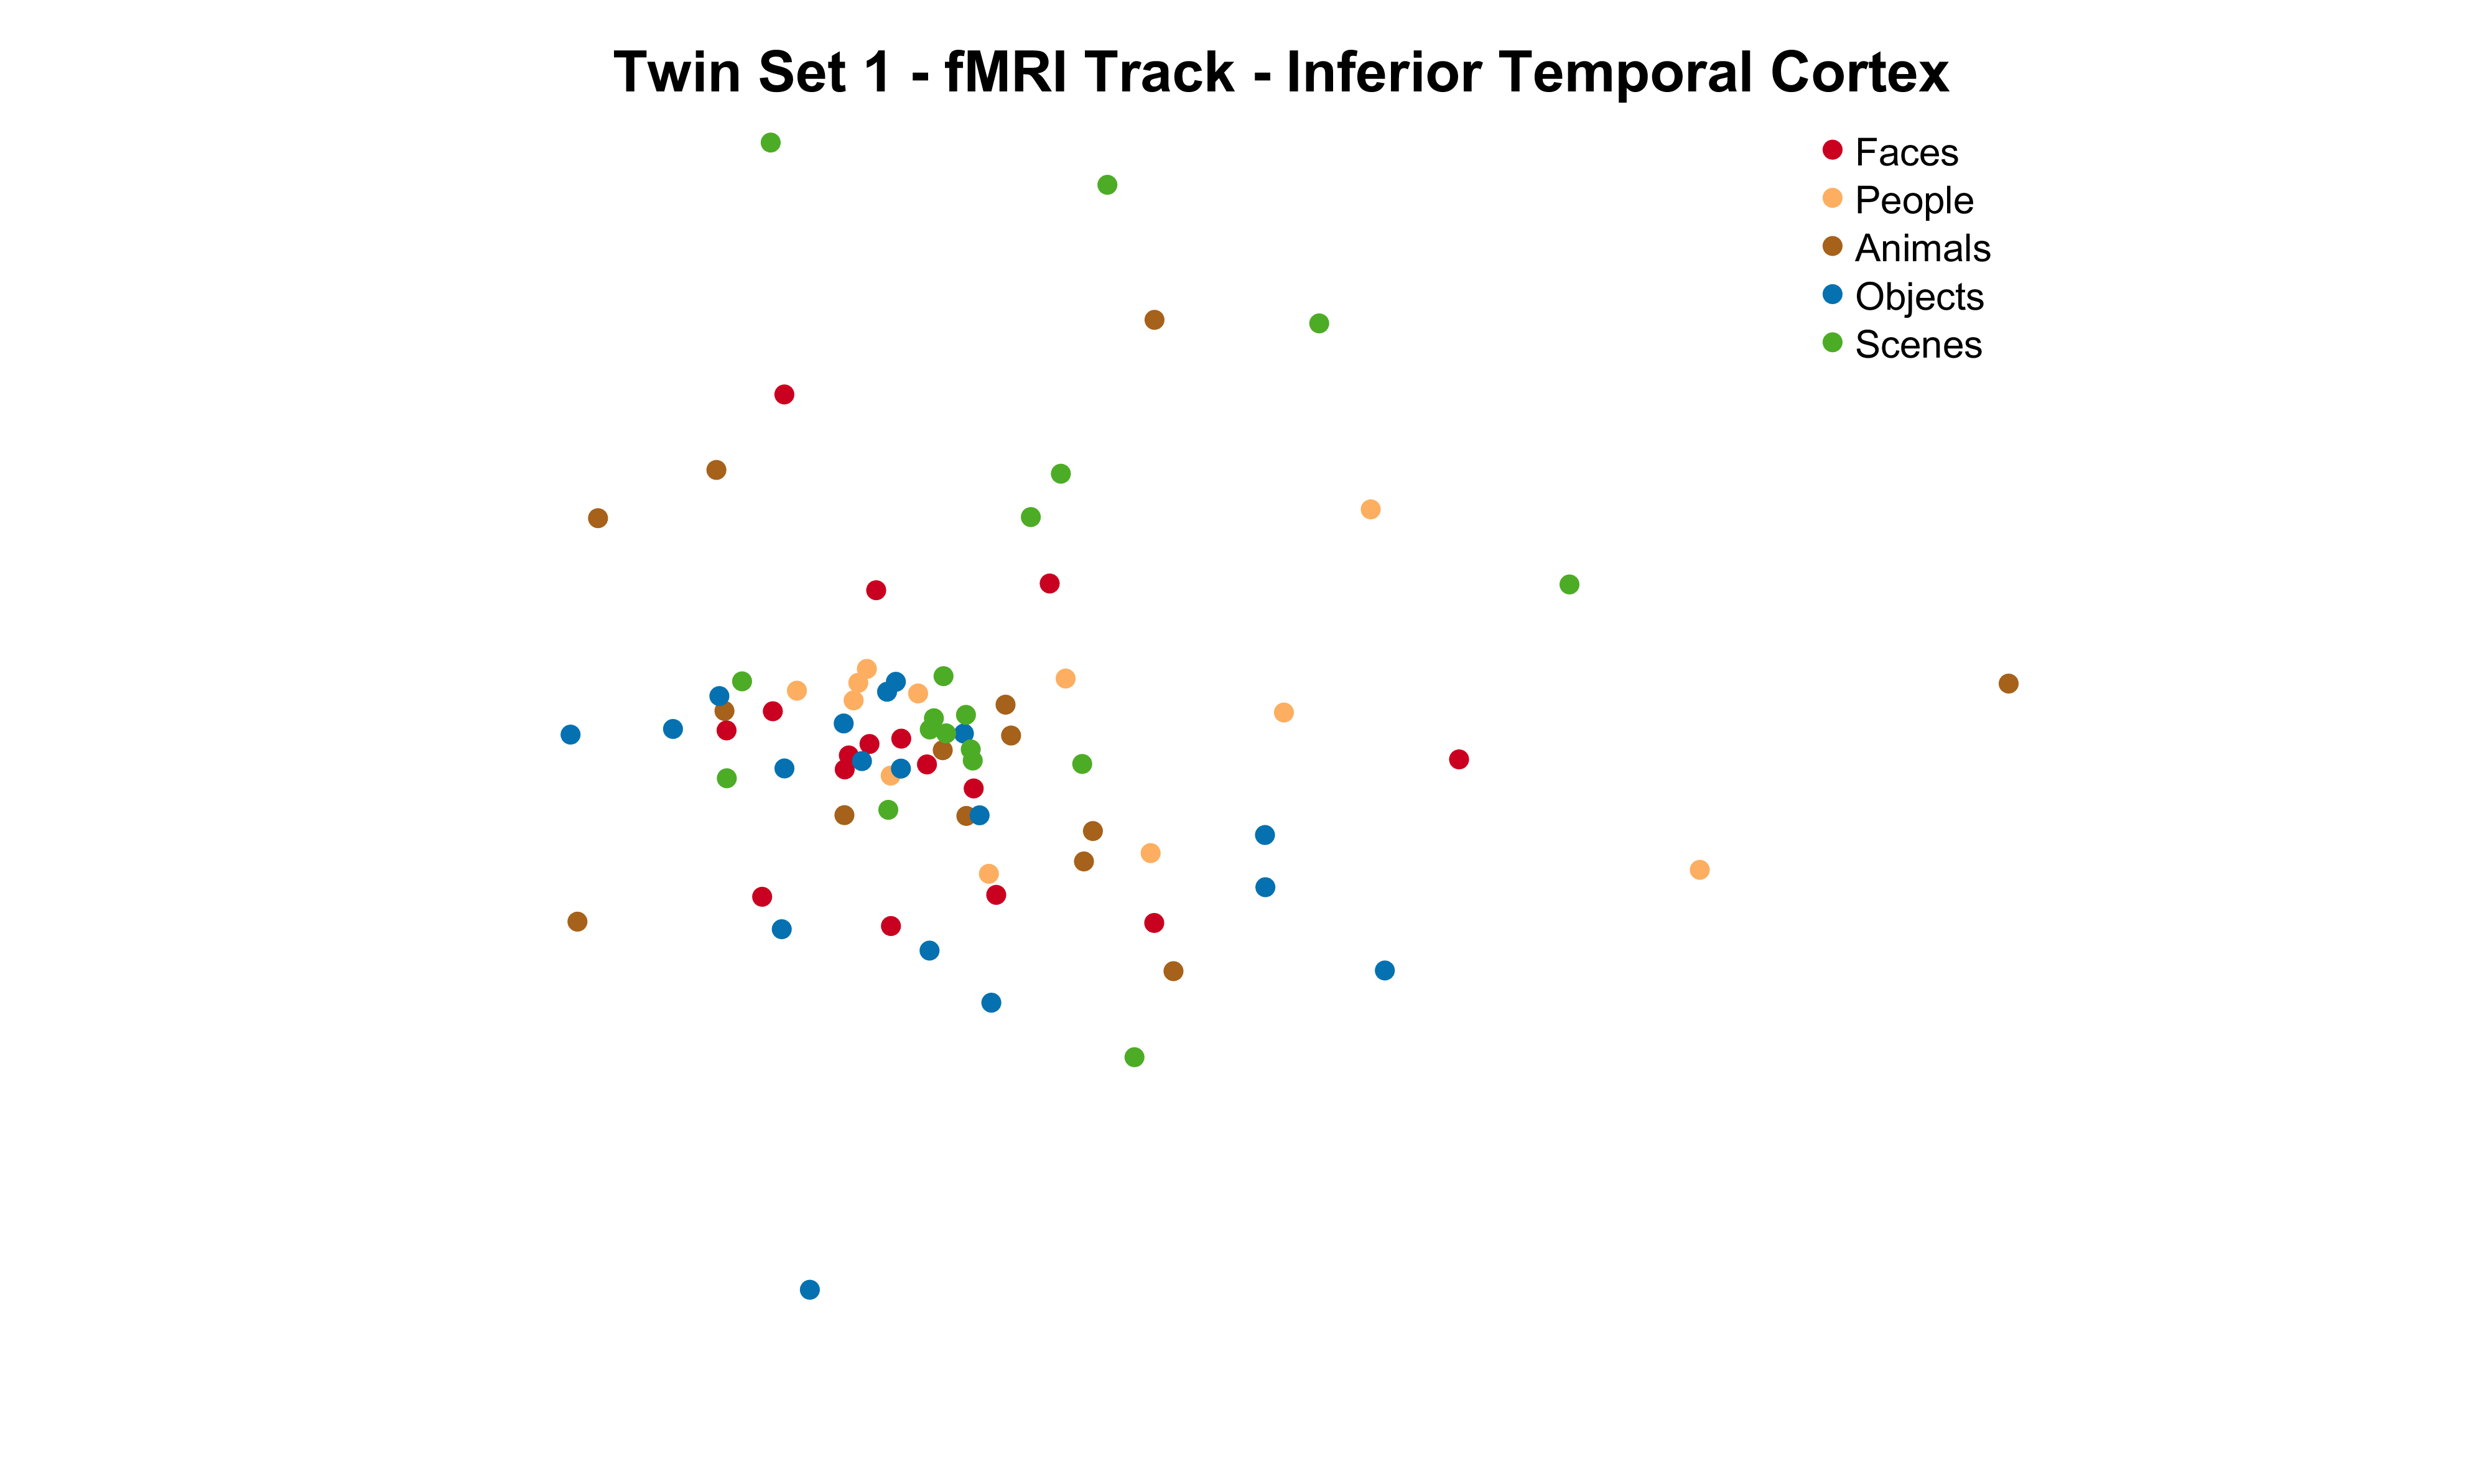 Twin Set 1 - fMRI Track - Inferior Temporal Cortex
Faces
People
Animals
Objects
Scenes